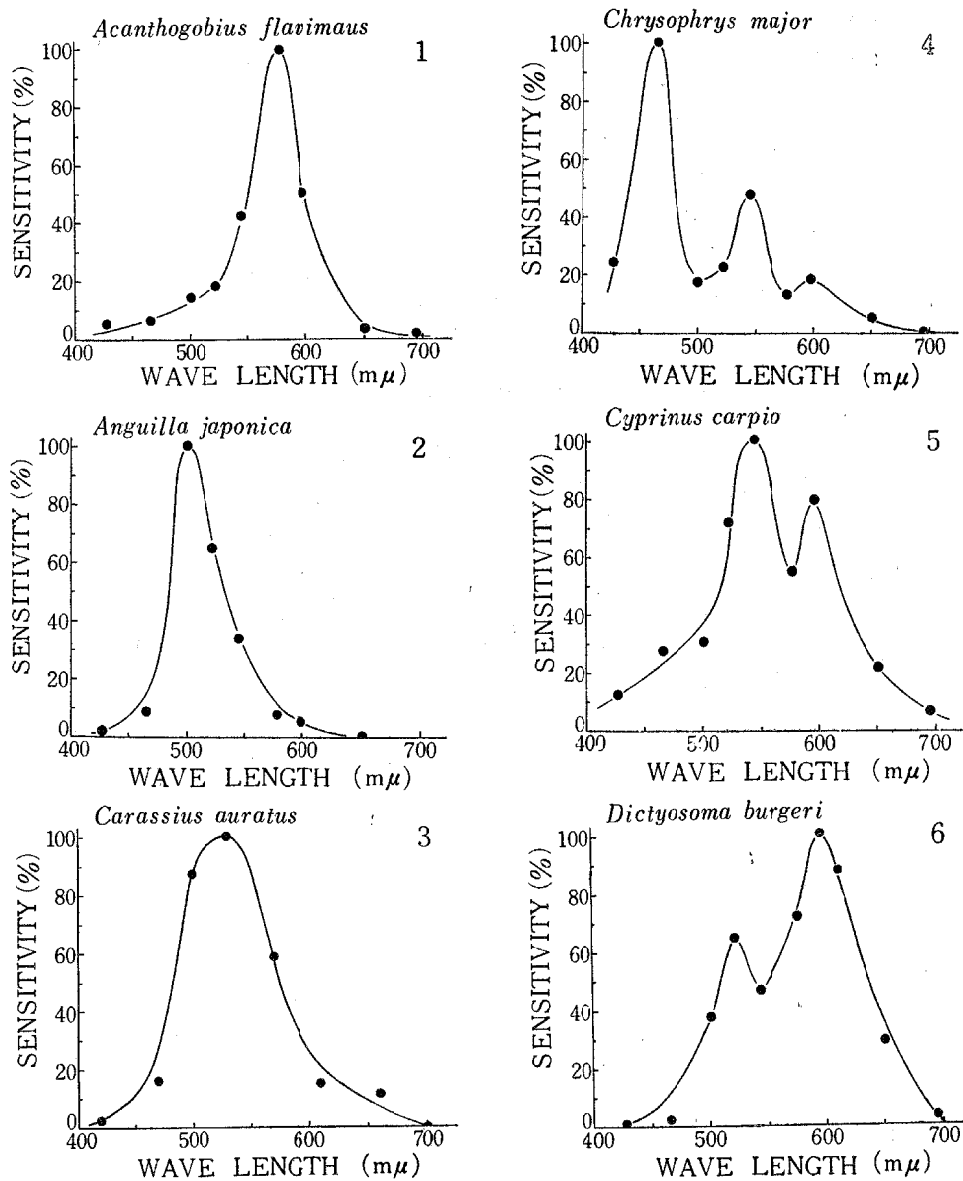 Acanthogobius flavimaus
1
SENSITIVITY (%)
100
80
60
40
20
0
400 500 600 700
WAVE LENGTH (mμ)
Chrysophrys major
4
SENSITIVITY (%)
100
80
60
40
20
0
400 500 600 700
WAVE LENGTH (mμ)
Anguilla japonica
2
SENSITIVITY (%)
100
80
60
40
20
0
400 500 600 700
WAVE LENGTH (mμ)
Cyprinus carpio
5
SENSITIVITY (%)
100
80
60
40
20
0
400 500 600 700
WAVE LENGTH (mμ)
Carassius auratus
3
SENSITIVITY (%)
100
80
60
40
20
0
400 500 600 700
WAVE LENGTH (mμ)
Dictyosoma burgeri
6
SENSITIVITY (%)
100
80
60
40
20
0
400 500 600 700
WAVE LENGTH (mμ)